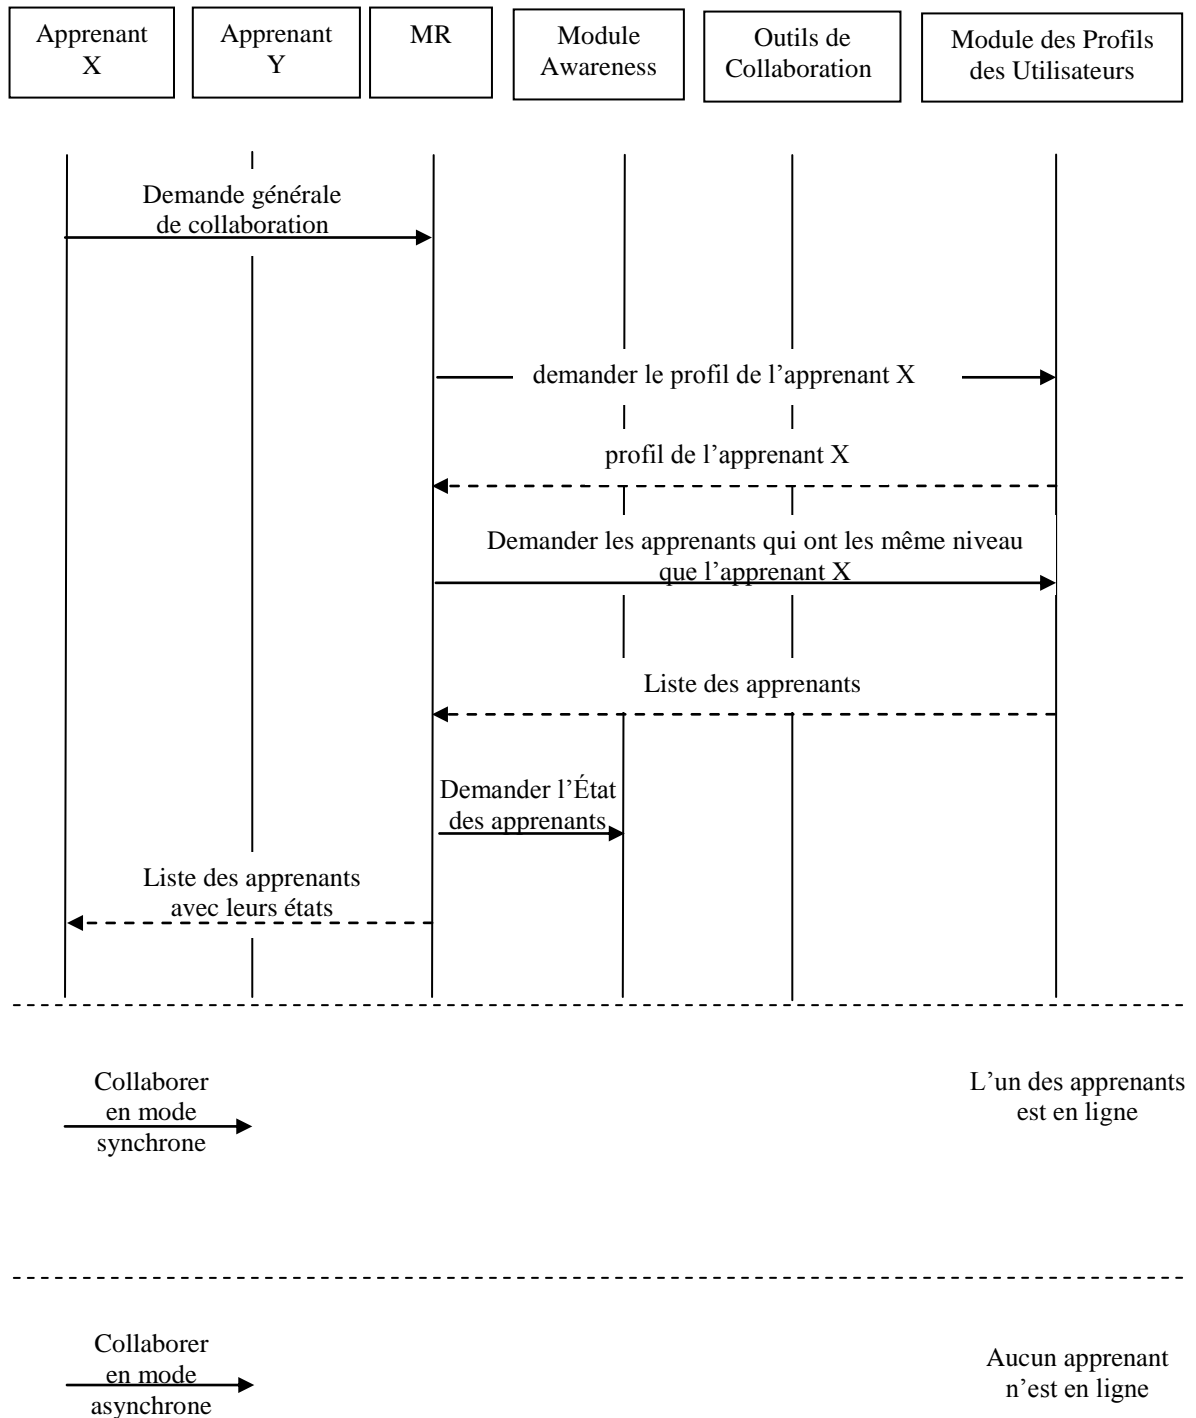 Apprenant
X
Apprenant
Y
MR
Module
Awareness
Outils de
Collaboration
Module des Profils
des Utilisateurs
Demande générale
de collaboration
demander le profil de l’apprenant X
profil de l’apprenant X
Demander les apprenants qui ont les même niveau
que l’apprenant X
Liste des apprenants
Demander l’État
des apprenants
Liste des apprenants
avec leurs états
Collaborer
en mode
synchrone
L’un des apprenants
est en ligne
Collaborer
en mode
asynchrone
Aucun apprenant
n’est en ligne